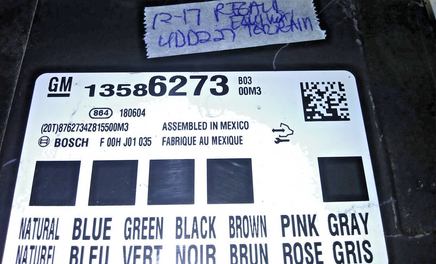 12-17 REGAL
GM 13586273 B03
00M3
864 180604
(20T)8762734Z815500M3 ASSEMBLED IN MEXICO
BOSCH F 00H J01 035 FABRIQUE AU MEXIQUE
NATURAL BLUE GREEN BLACK BROWN PINK GRAY
NATUREL BLEU VERT NOIR BRUN ROSE GRIS